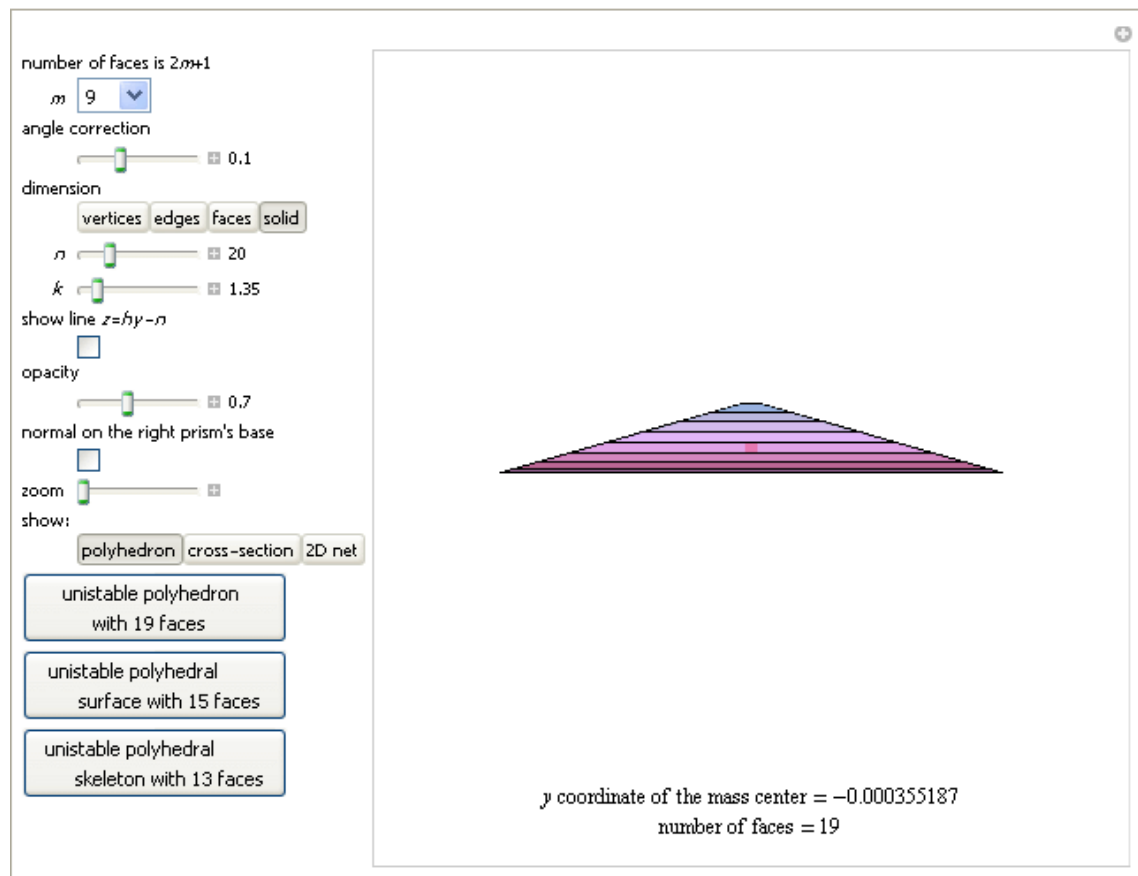 number of faces is 2m+1
m 9
angle correction
0.1
dimension
vertices edges faces solid
n 20
k 1.35
show line z=hy-n
opacity
0.7
normal on the right prism's base
zoom
show:
polyhedron cross-section 2D net
unistable polyhedron
with 19 faces
unistable polyhedral
surface with 15 faces
unistable polyhedral
skeleton with 13 faces
y coordinate of the mass center = −0.000355187
number of faces = 19